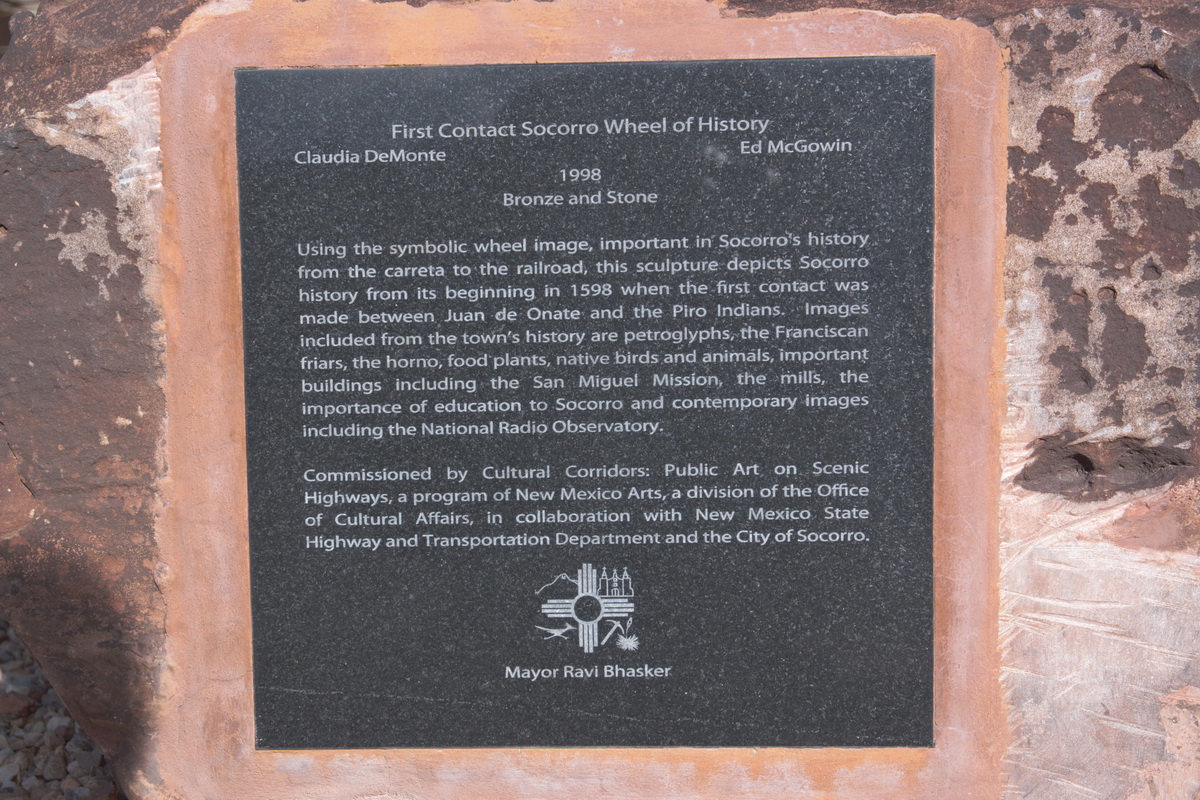 First Contact Socorro Wheel of History
Claudia DeMonte Ed McGowin
1998
Bronze and Stone
Using the symbolic wheel image, important in Socorro's history
from the carreta to the railroad, this sculpture depicts Socorro
history from its beginning in 1598 when the first contact was
made between Juan de Onate and the Piro Indians. Images
included from the town's history are petroglyphs, the Franciscan
friars, the horno, food plants, native birds and animals, important
buildings including the San Miguel Mission, the mills, the
importance of education to Socorro and contemporary images
including the National Radio Observatory.
Commissioned by Cultural Corridors: Public Art on Scenic
Highways, a program of New Mexico Arts, a division of the Office
of Cultural Affairs, in collaboration with New Mexico State
Highway and Transportation Department and the City of Socorro.
Mayor Ravi Bhasker